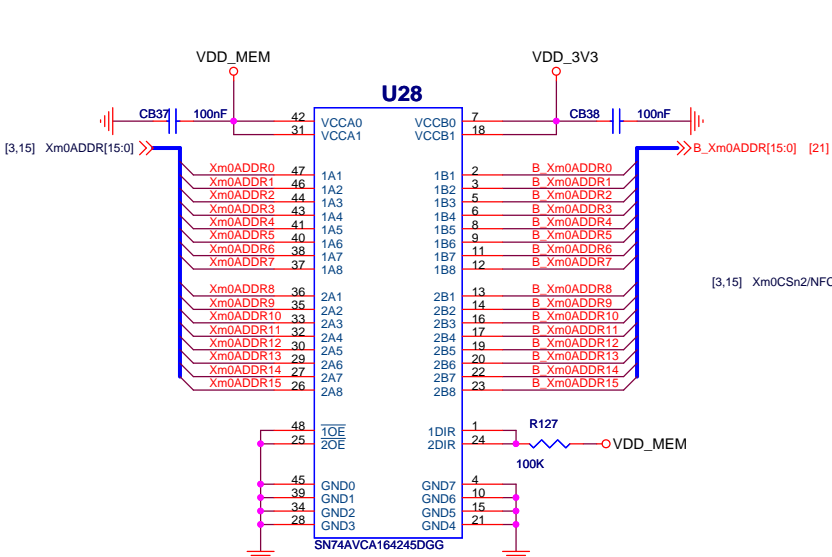 VDD_MEM
VDD_3V3
U28
CB37 100nF
CB38 100nF
42 VCCA0 VCCB0 7
31 VCCA1 VCCB1 18
[3,15] Xm0ADDR[15:0]
B_Xm0ADDR[15:0] [21]
Xm0ADDR0 47 1A1 1B1 2 B_Xm0ADDR0
Xm0ADDR1 46 1A2 1B2 3 B_Xm0ADDR1
Xm0ADDR2 44 1A3 1B3 5 B_Xm0ADDR2
Xm0ADDR3 43 1A4 1B4 6 B_Xm0ADDR3
Xm0ADDR4 41 1A5 1B5 8 B_Xm0ADDR4
Xm0ADDR5 40 1A6 1B6 9 B_Xm0ADDR5
Xm0ADDR6 38 1A7 1B7 11 B_Xm0ADDR6
Xm0ADDR7 37 1A8 1B8 12 B_Xm0ADDR7
[3,15] Xm0CSn2/NFC
Xm0ADDR8 36 2A1 2B1 13 B_Xm0ADDR8
Xm0ADDR9 35 2A2 2B2 14 B_Xm0ADDR9
Xm0ADDR10 33 2A3 2B3 16 B_Xm0ADDR10
Xm0ADDR11 32 2A4 2B4 17 B_Xm0ADDR11
Xm0ADDR12 30 2A5 2B5 19 B_Xm0ADDR12
Xm0ADDR13 29 2A6 2B6 20 B_Xm0ADDR13
Xm0ADDR14 27 2A7 2B7 22 B_Xm0ADDR14
Xm0ADDR15 26 2A8 2B8 23 B_Xm0ADDR15
48 1OE 1DIR 1 R127
25 2OE 2DIR 24 VDD_MEM
100K
45 GND0 GND7 4
39 GND1 GND6 10
34 GND2 GND5 15
28 GND3 GND4 21
SN74AVCA164245DGG